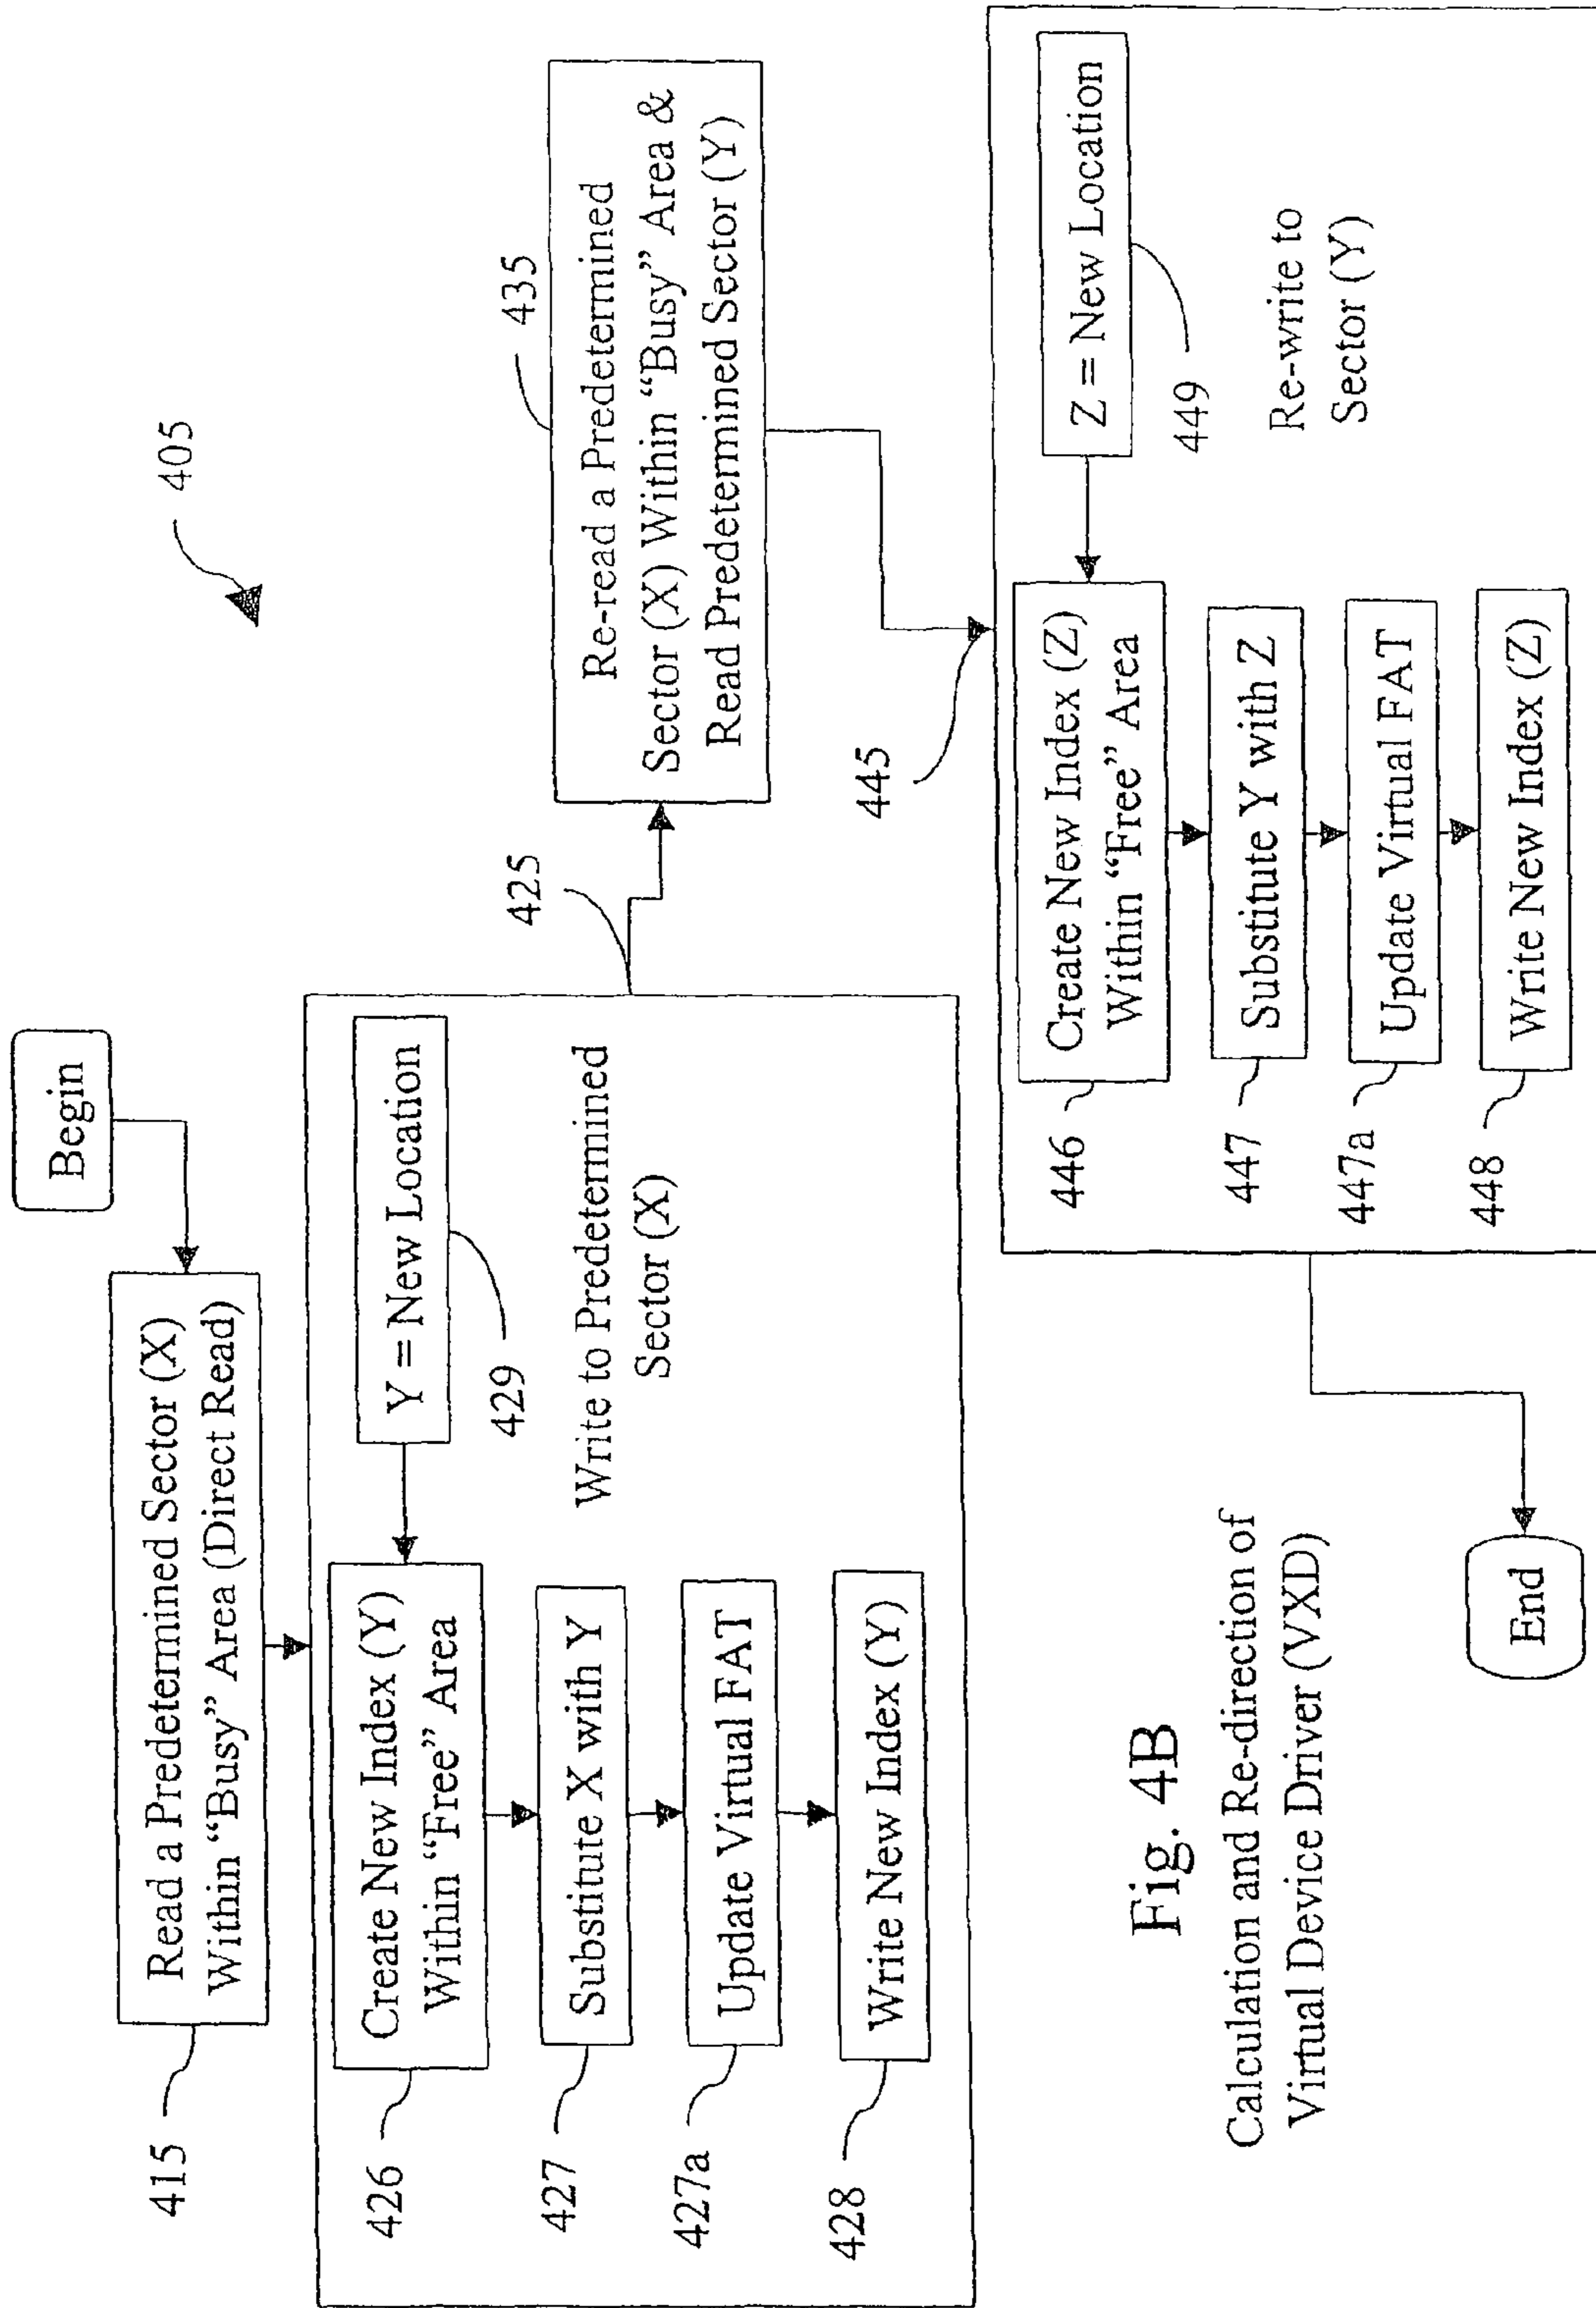 Begin
405
415
Read a Predetermined Sector (X)
Within “Busy” Area (Direct Read)
425
Y = New Location
429
Create New Index (Y)
Within “Free” Area
426
Substitute X with Y
427
Update Virtual FAT
427a
Write New Index (Y)
428
Write to Predetermined
Sector (X)
435
Re-read a Predetermined
Sector (X) Within “Busy” Area &
Read Predetermined Sector (Y)
445
Z = New Location
449
Create New Index (Z)
Within “Free” Area
446
Substitute Y with Z
447
Update Virtual FAT
447a
Write New Index (Z)
448
Re-write to
Sector (Y)
End
Fig. 4B
Calculation and Re-direction of
Virtual Device Driver (VXD)